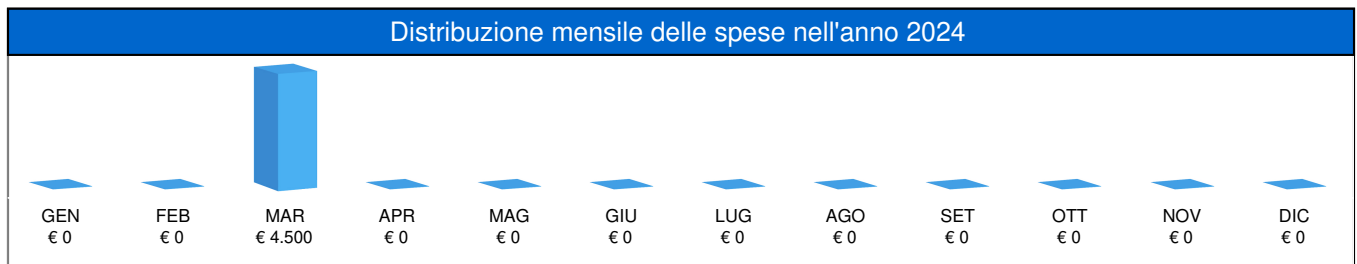 Distribuzione mensile delle spese nell'anno 2024
GEN FEB MAR APR MAG GIU LUG AGO SET OTT NOV DIC
€ 0 € 0 € 4.500 € 0 € 0 € 0 € 0 € 0 € 0 € 0 € 0 € 0